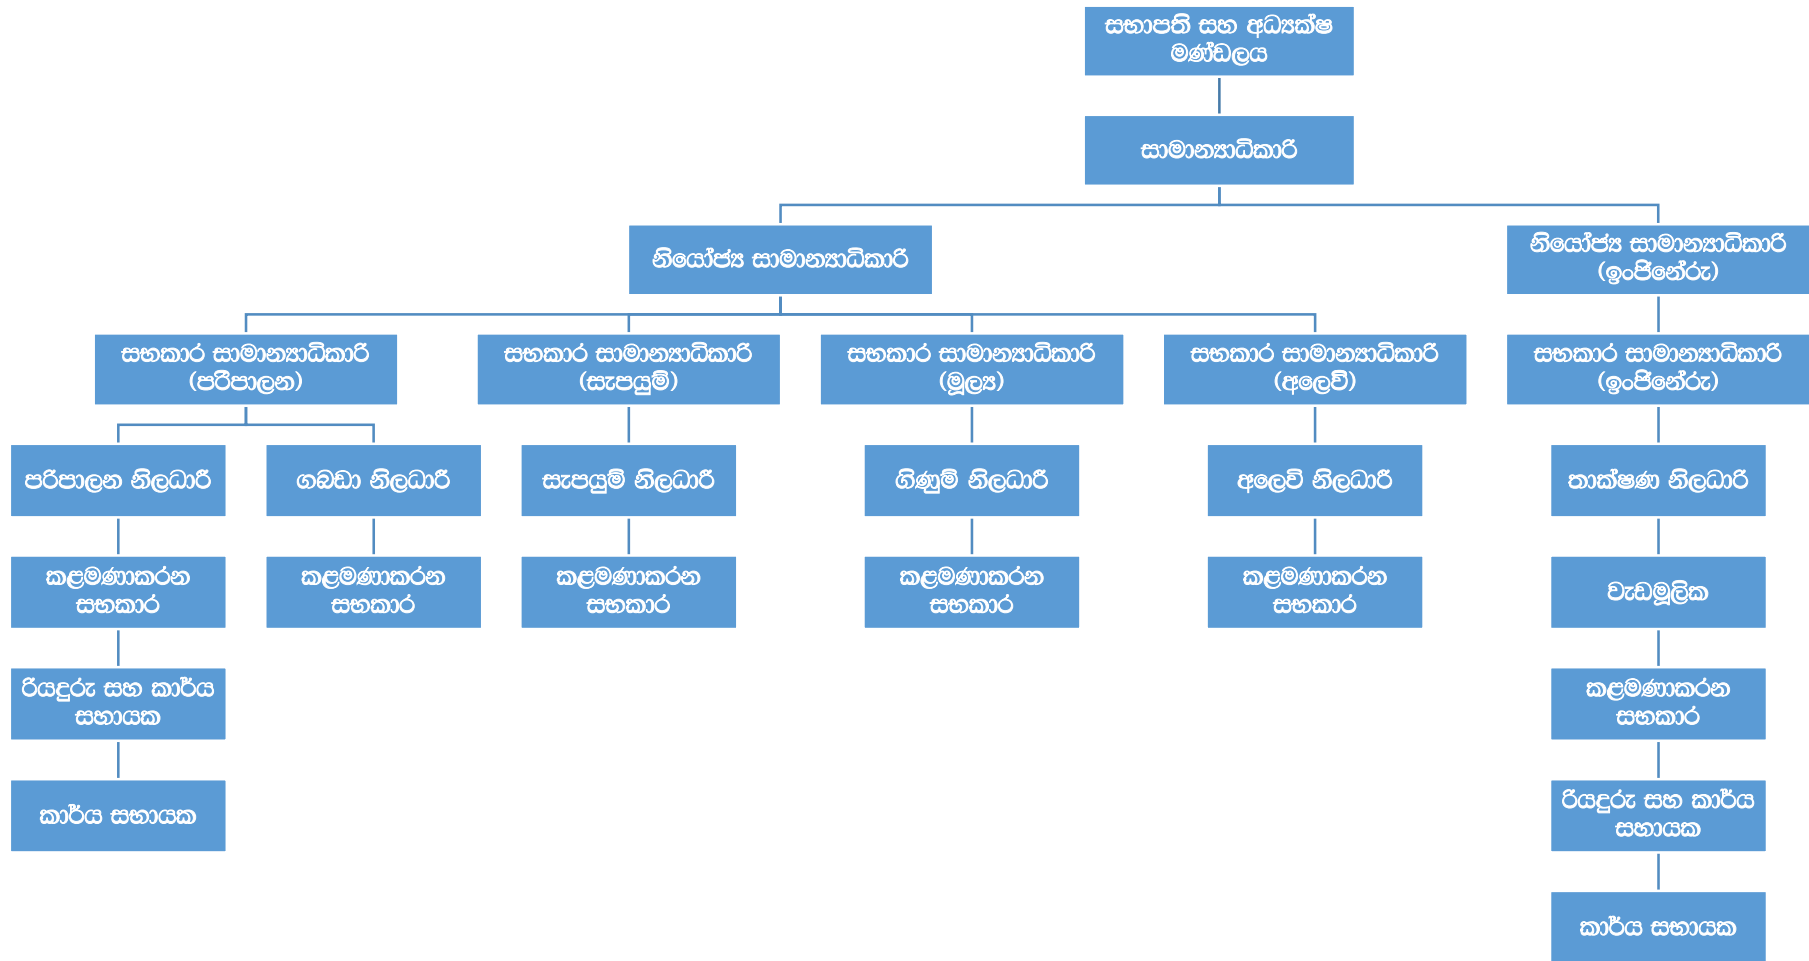 සභාපති සහ අධ්‍යක්ෂ
මණ්ඩලය
සාමාන්‍යාධිකාරි
නියෝජ්‍ය සාමාන්‍යාධිකාරි
නියෝජ්‍ය සාමාන්‍යාධිකාරි
(ඉංජිනේරු)
සහකාර සාමාන්‍යාධිකාරි
(පරිපාලන)
සහකාර සාමාන්‍යාධිකාරි
(සැපයුම්)
සහකාර සාමාන්‍යාධිකාරි
(මූල්‍ය)
සහකාර සාමාන්‍යාධිකාරි
(අලෙවි)
සහකාර සාමාන්‍යාධිකාරි
(ඉංජිනේරු)
පරිපාලන නිලධාරී
ගබඩා නිලධාරී
සැපයුම් නිලධාරී
ගිණුම් නිලධාරී
අලෙවි නිලධාරී
තාක්ෂණ නිලධාරි
කළමණාකරන
සහකාර
කළමණාකරන
සහකාර
කළමණාකරන
සහකාර
කළමණාකරන
සහකාර
කළමණාකරන
සහකාර
වැඩමූලික
රියදුරු සහ කාර්ය
සහායක
කළමණාකරන
සහකාර
කාර්ය සහායක
රියදුරු සහ කාර්ය
සහායක
කාර්ය සහායක